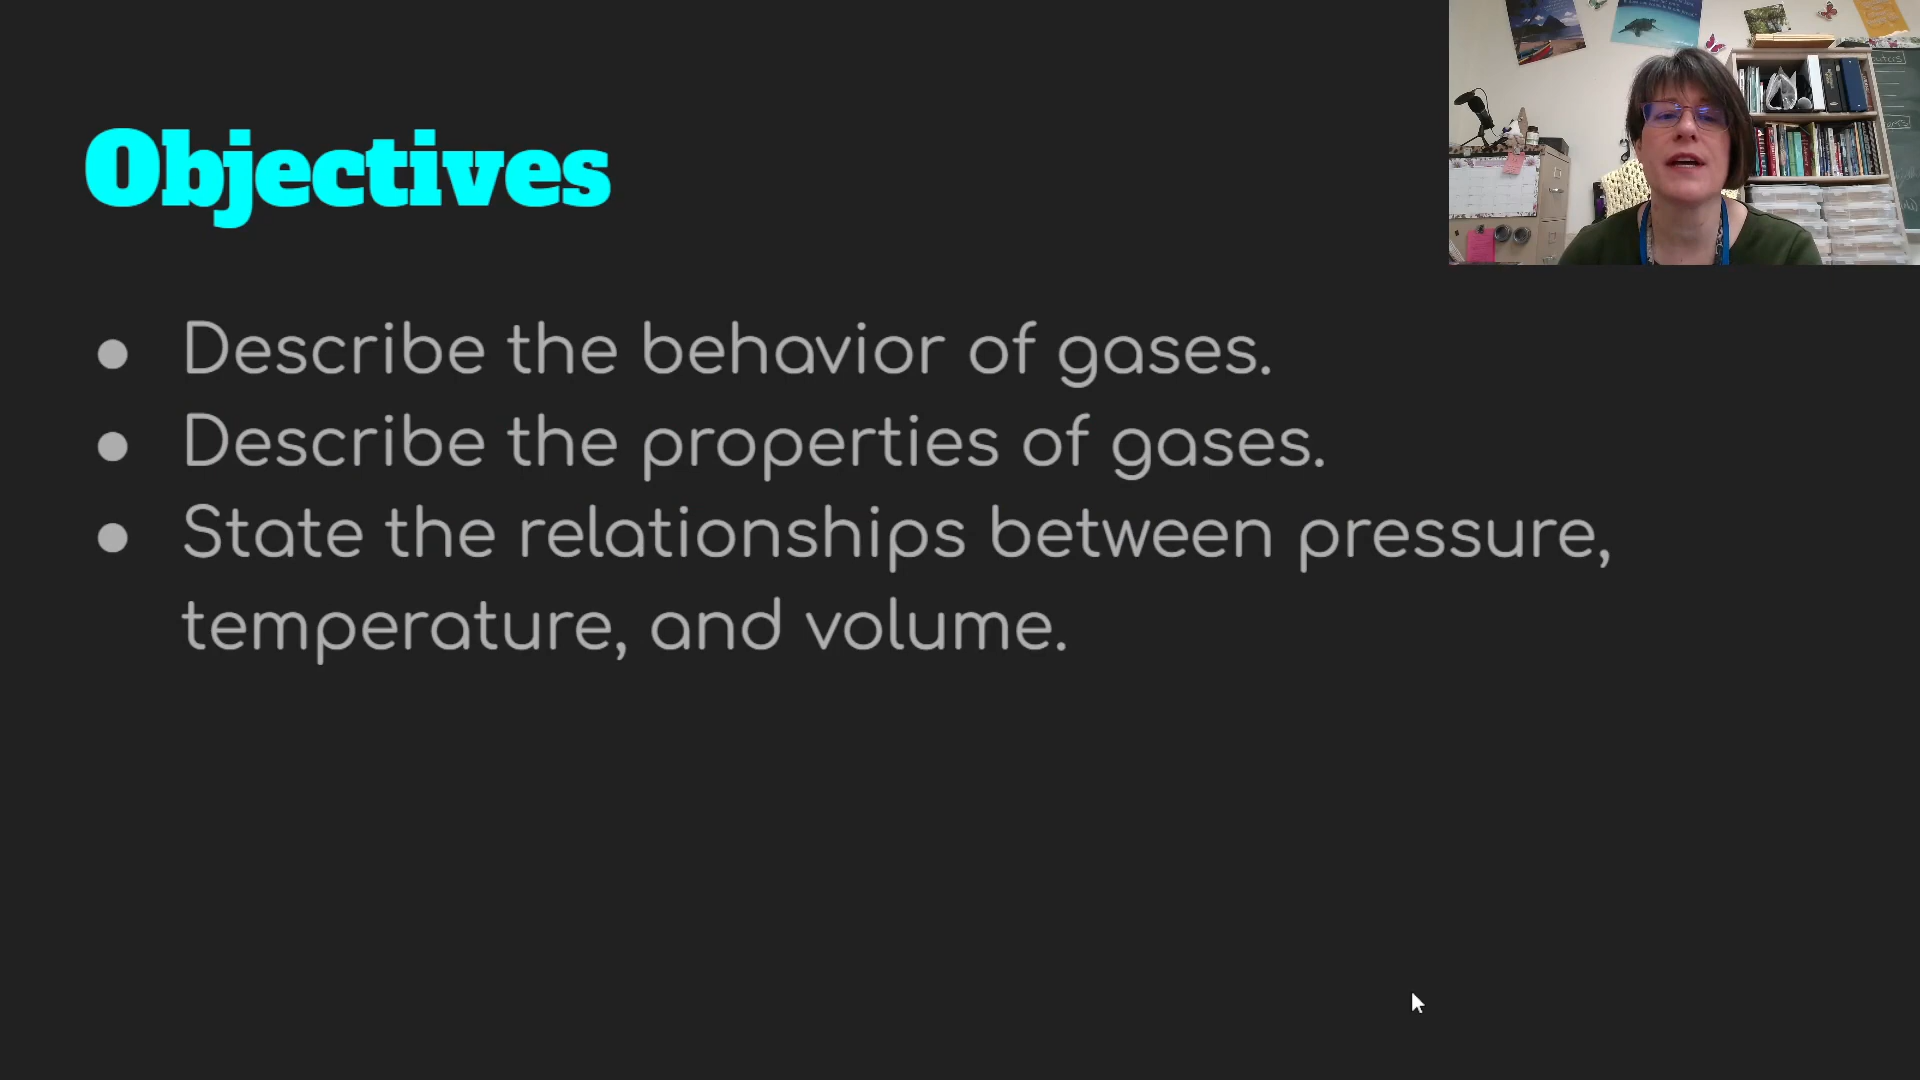 Objectives
● Describe the behavior of gases.
● Describe the properties of gases.
● State the relationships between pressure,
temperature, and volume.